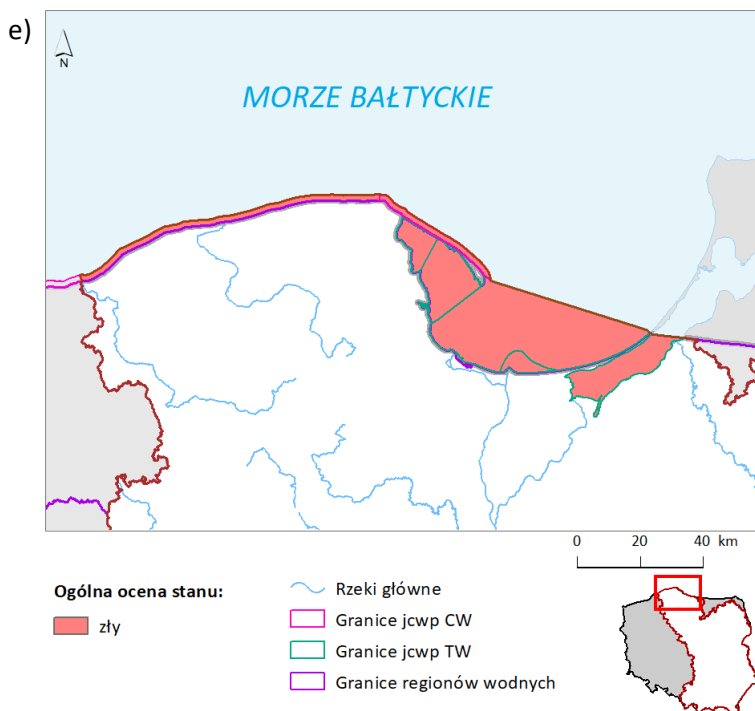 e)
N
MORZE BAŁTYCKIE
0 20 40 km
Ogólna ocena stanu:
zły
Rzeki główne
Granice jcwp CW
Granice jcwp TW
Granice regionów wodnych